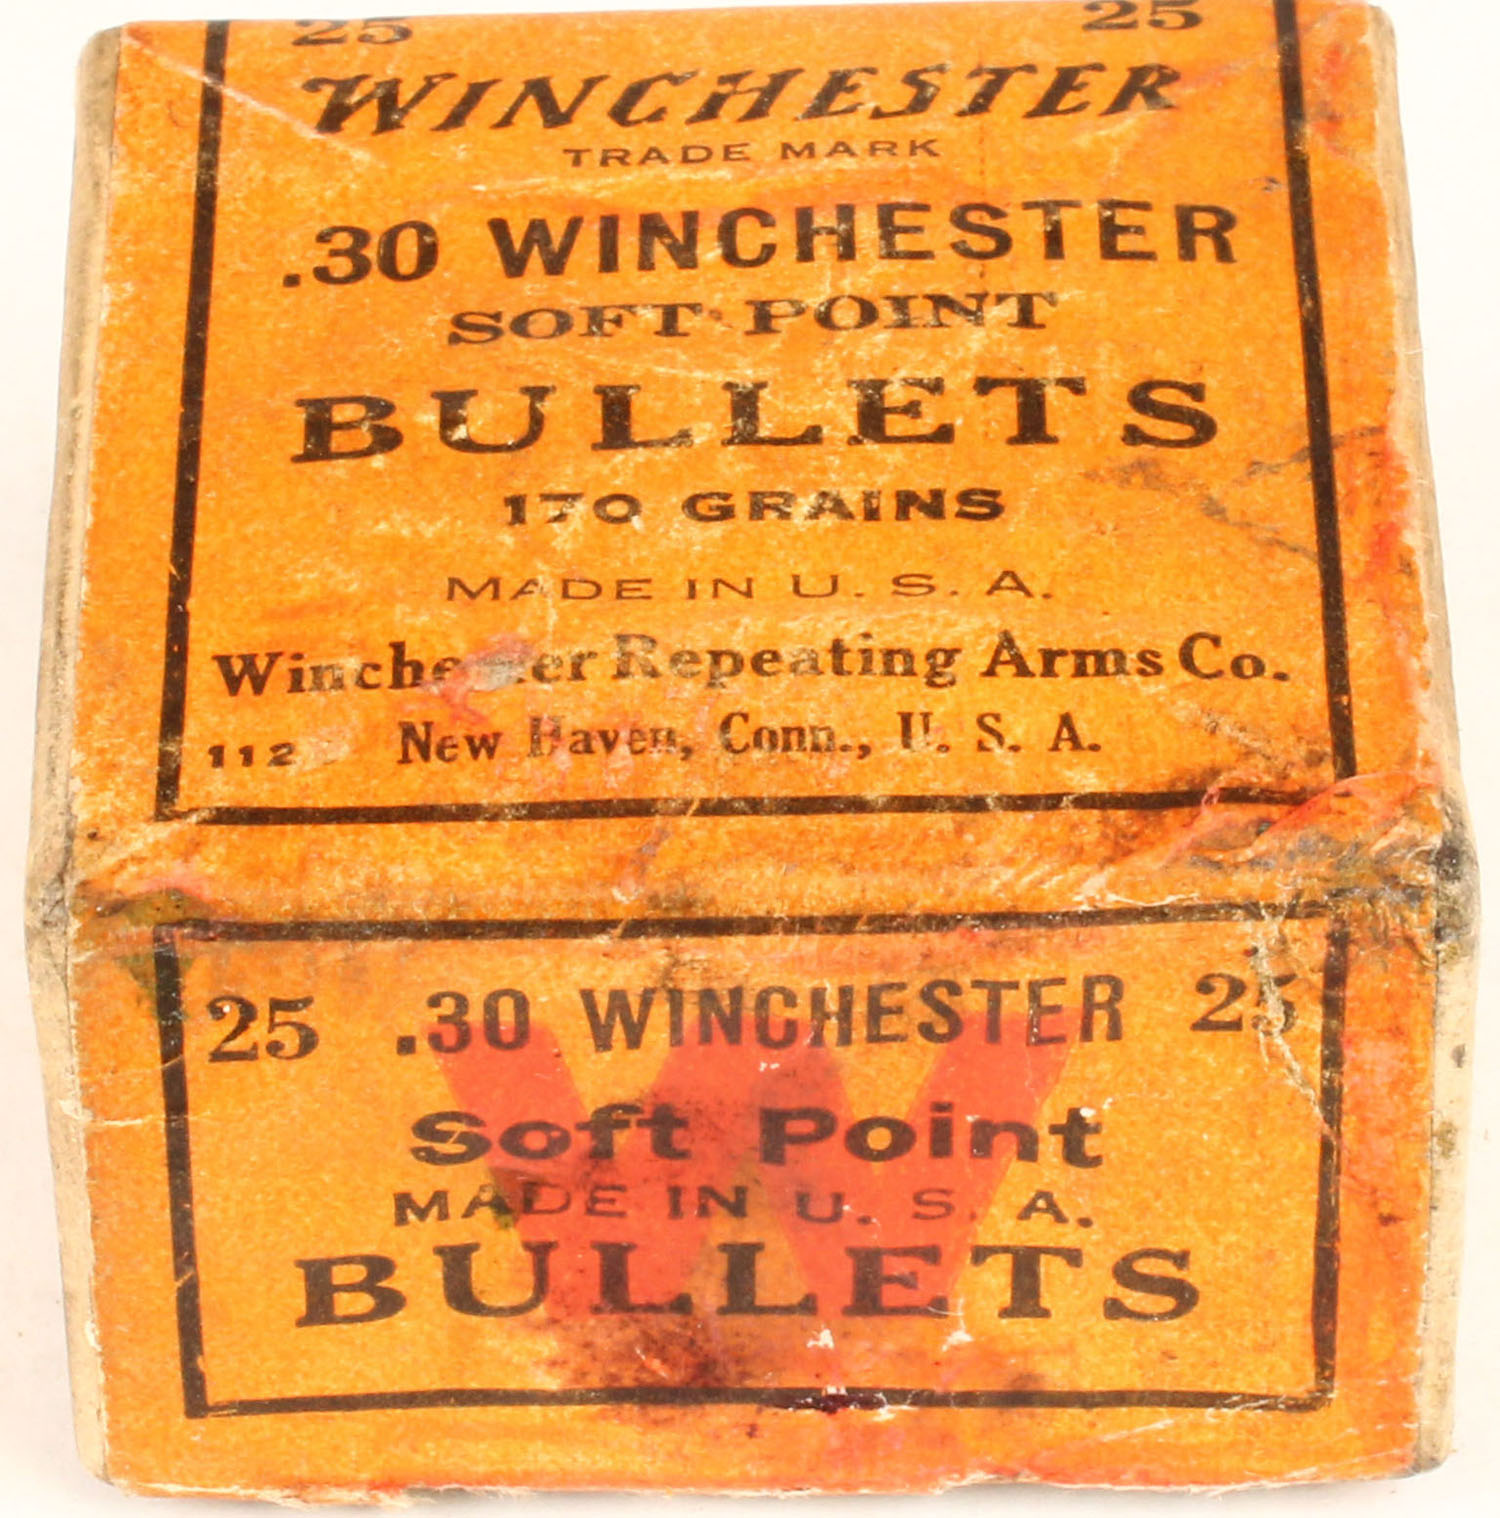 25 25
WINCHESTER
TRADE MARK
.30 WINCHESTER
SOFT POINT
BULLETS
170 GRAINS
MADE IN U. S. A.
Winchester Repeating Arms Co.
112 New Haven, Conn., U. S. A.
25 .30 WINCHESTER 25
W
Soft Point
MADE IN U. S. A.
BULLETS